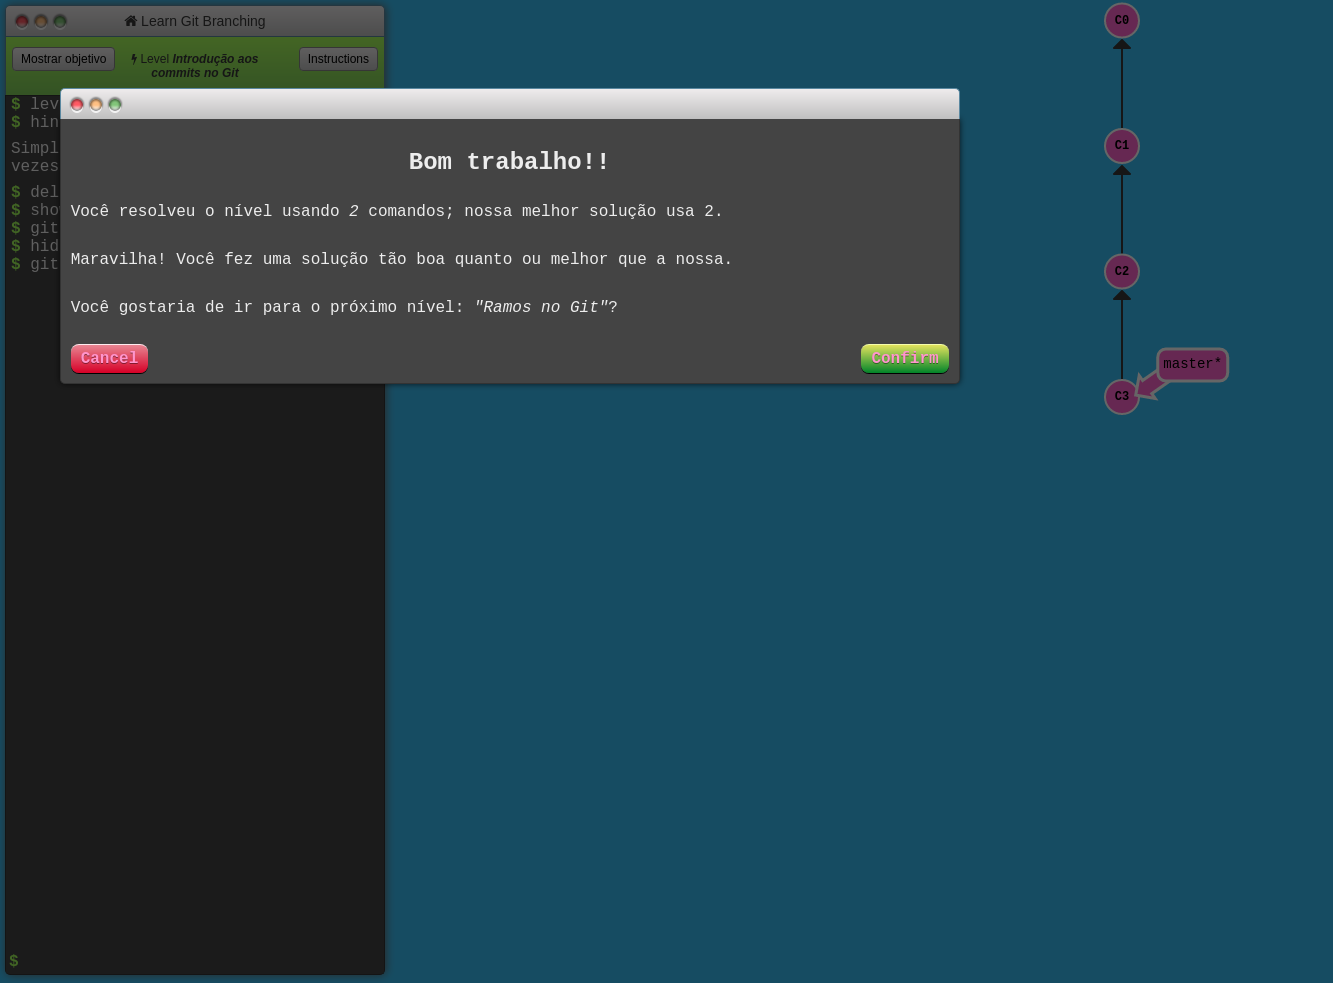 Learn Git Branching
Mostrar objetivo
Level Introdução aos
commits no Git
Instructions
$ lev
$ hin
Simpl
vezes
$ del
$ sho
$ git
$ hid
$ git
Bom trabalho!!
Você resolveu o nível usando 2 comandos; nossa melhor solução usa 2.
Maravilha! Você fez uma solução tão boa quanto ou melhor que a nossa.
Você gostaria de ir para o próximo nível: "Ramos no Git"?
Cancel
Confirm
C0
C1
C2
master*
C3
$